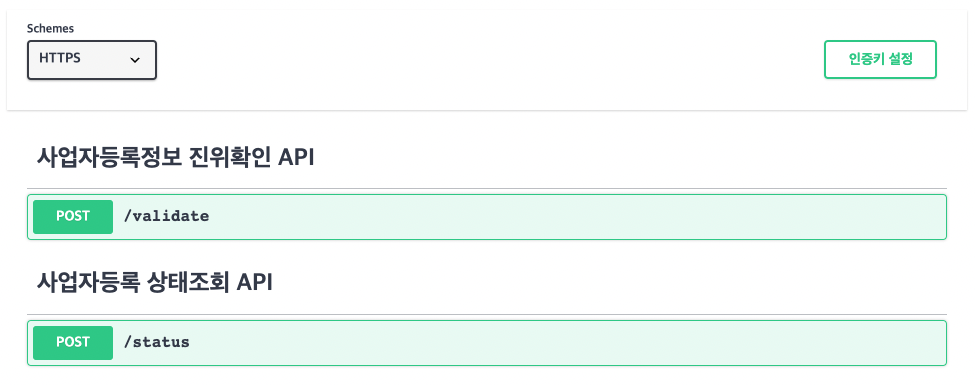 Schemes
HTTPS
인증키 설정
사업자등록정보 진위확인 API
POST /validate
사업자등록 상태조회 API
POST /status